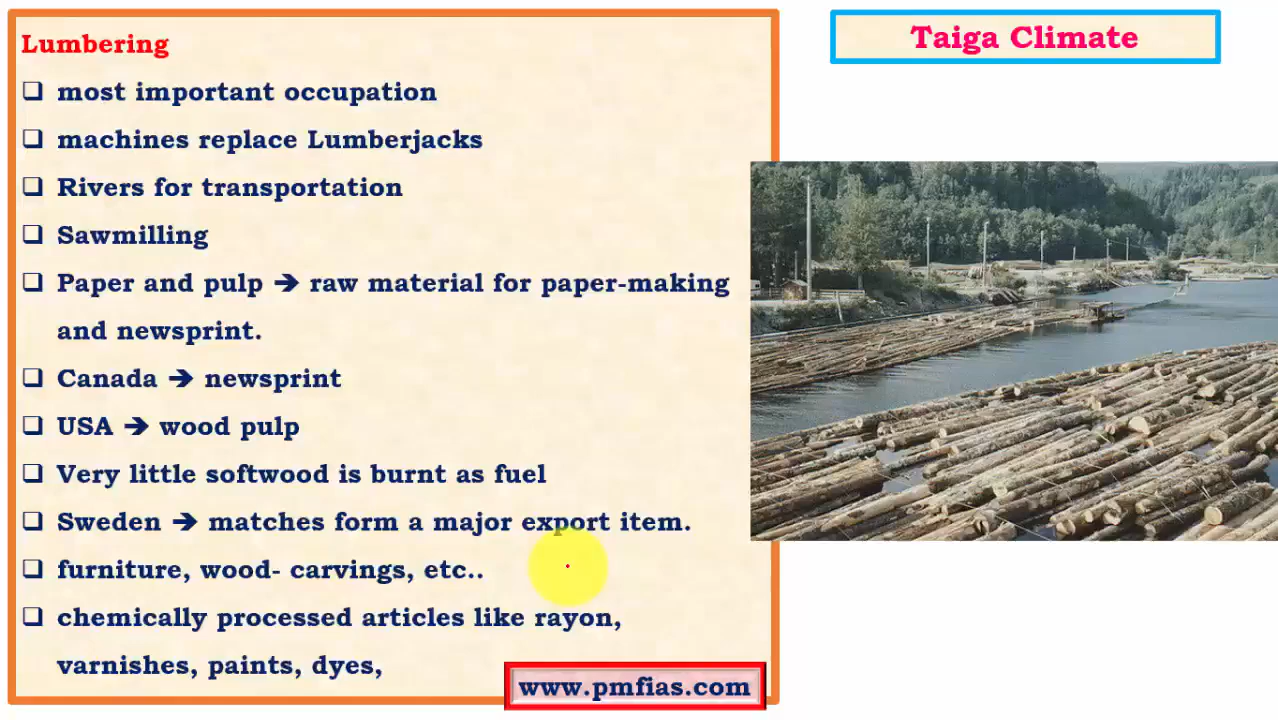 Lumbering
❑ most important occupation
❑ machines replace Lumberjacks
❑ Rivers for transportation
❑ Sawmilling
❑ Paper and pulp ➔ raw material for paper-making
and newsprint.
❑ Canada ➔ newsprint
❑ USA ➔ wood pulp
❑ Very little softwood is burnt as fuel
❑ Sweden ➔ matches form a major export item.
❑ furniture, wood- carvings, etc..
❑ chemically processed articles like rayon,
varnishes, paints, dyes,
www.pmfias.com
Taiga Climate